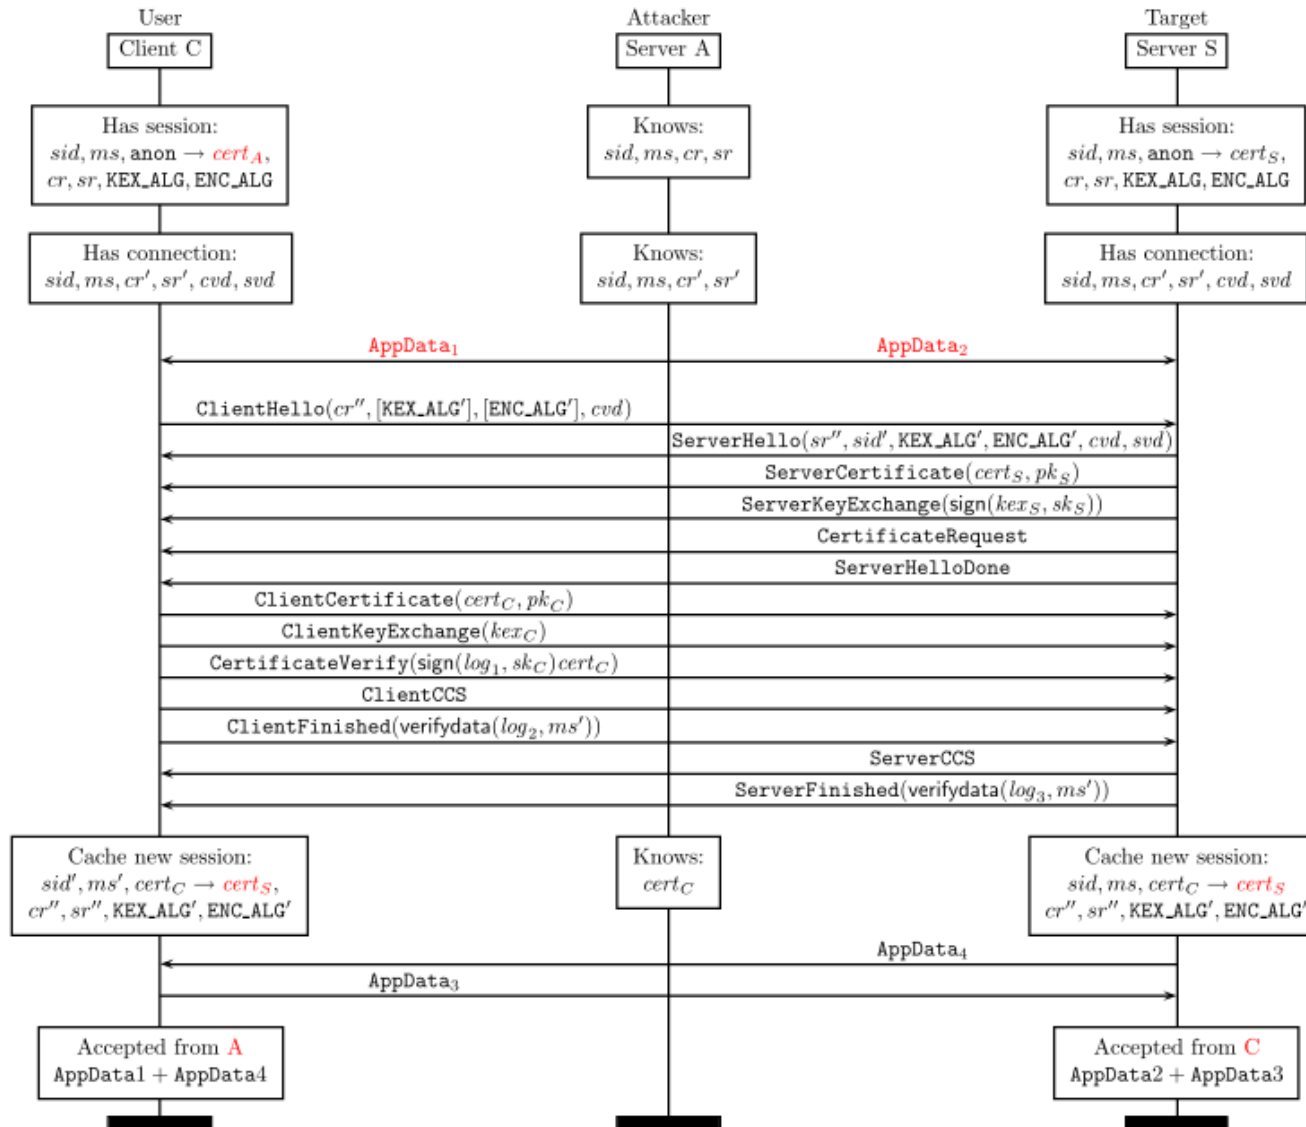 User
Attacker
Target
Client C
Server A
Server S
Has session:
sid, ms, anon → cert_A,
cr, sr, KEX_ALG, ENC_ALG
Knows:
sid, ms, cr, sr
Has session:
sid, ms, anon → cert_S,
cr, sr, KEX_ALG, ENC_ALG
Has connection:
sid, ms, cr′, sr′, cvd, svd
Knows:
sid, ms, cr′, sr′
Has connection:
sid, ms, cr′, sr′, cvd, svd
AppData₁
AppData₂
ClientHello(cr″, [KEX_ALG′], [ENC_ALG′], cvd)
ServerHello(sr″, sid′, KEX_ALG′, ENC_ALG′, cvd, svd)
ServerCertificate(cert_S, pk_S)
ServerKeyExchange(sign(kex_S, sk_S))
CertificateRequest
ServerHelloDone
ClientCertificate(cert_C, pk_C)
ClientKeyExchange(kex_C)
CertificateVerify(sign(log₁, sk_C)cert_C)
ClientCCS
ClientFinished(verifydata(log₂, ms′))
ServerCCS
ServerFinished(verifydata(log₃, ms′))
Cache new session:
sid′, ms′, cert_C → cert_S,
cr″, sr″, KEX_ALG′, ENC_ALG′
Knows:
cert_C
Cache new session:
sid, ms, cert_C → cert_S
cr″, sr″, KEX_ALG′, ENC_ALG′
AppData₄
AppData₃
Accepted from A
AppData1 + AppData4
Accepted from C
AppData2 + AppData3